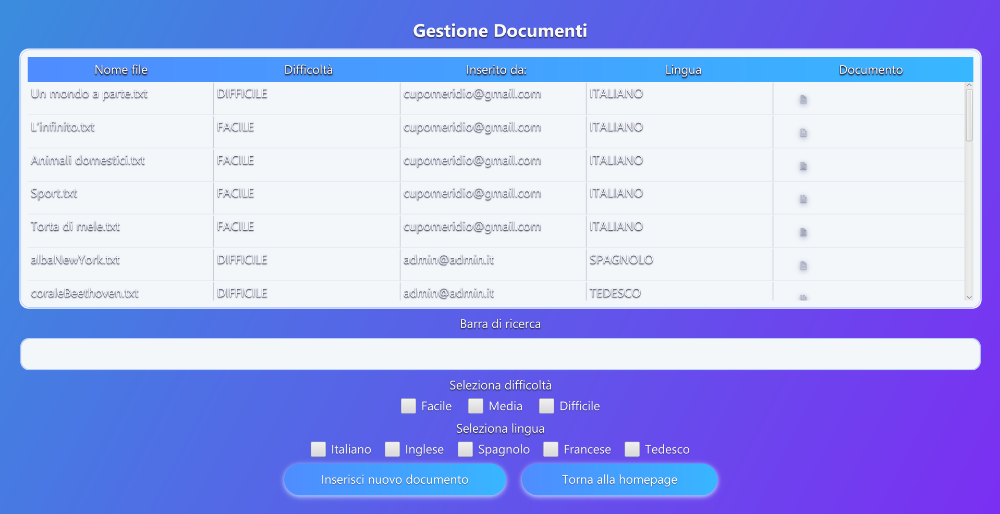 Gestione Documenti
Nome file Difficoltà Inserito da: Lingua Documento
Un mondo a parte.txt DIFFICILE cupomeridio@gmail.com ITALIANO
L'infinito.txt FACILE cupomeridio@gmail.com ITALIANO
Animali domestici.txt FACILE cupomeridio@gmail.com ITALIANO
Sport.txt FACILE cupomeridio@gmail.com ITALIANO
Torta di mele.txt FACILE cupomeridio@gmail.com ITALIANO
albaNewYork.txt DIFFICILE admin@admin.it SPAGNOLO
coraleBeethoven.txt DIFFICILE admin@admin.it TEDESCO
Barra di ricerca
Seleziona difficoltà
Facile Media Difficile
Seleziona lingua
Italiano Inglese Spagnolo Francese Tedesco
Inserisci nuovo documento Torna alla homepage